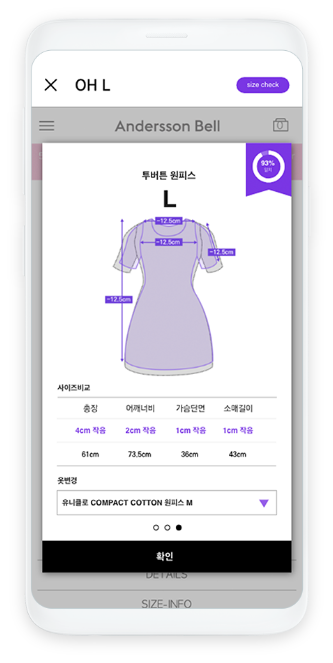 OH L
size check
Andersson Bell
0
93%
일치
투버튼 원피스
L
-12.5cm
-12.5cm
-12.5cm
-12.5cm
사이즈비교
총장 어깨너비 가슴단면 소매길이
4cm 작음 2cm 작음 1cm 작음 1cm 작음
61cm 73.5cm 36cm 43cm
옷변경
유니클로 COMPACT COTTON 원피스 M
확인
DETAILS
SIZE-INFO